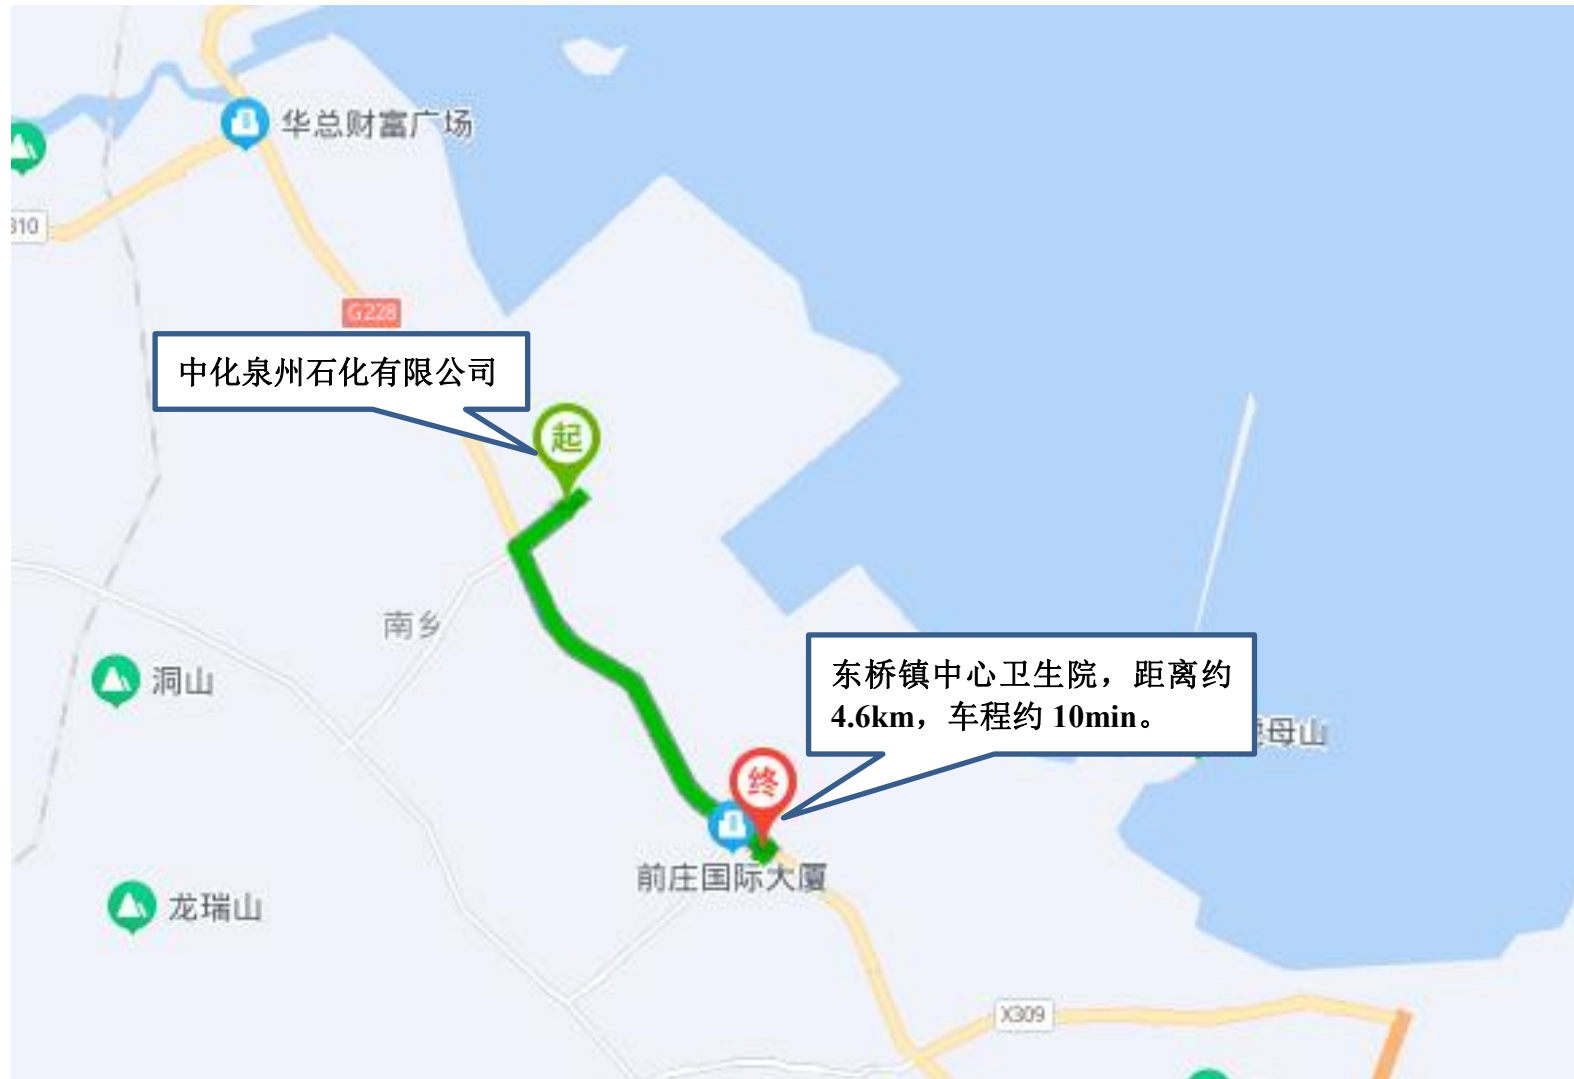 华总财富广场
310
G228
中化泉州石化有限公司
起
南乡
洞山
东桥镇中心卫生院，距离约
4.6km，车程约 10min。
母山
终
前庄国际大厦
龙瑞山
X309